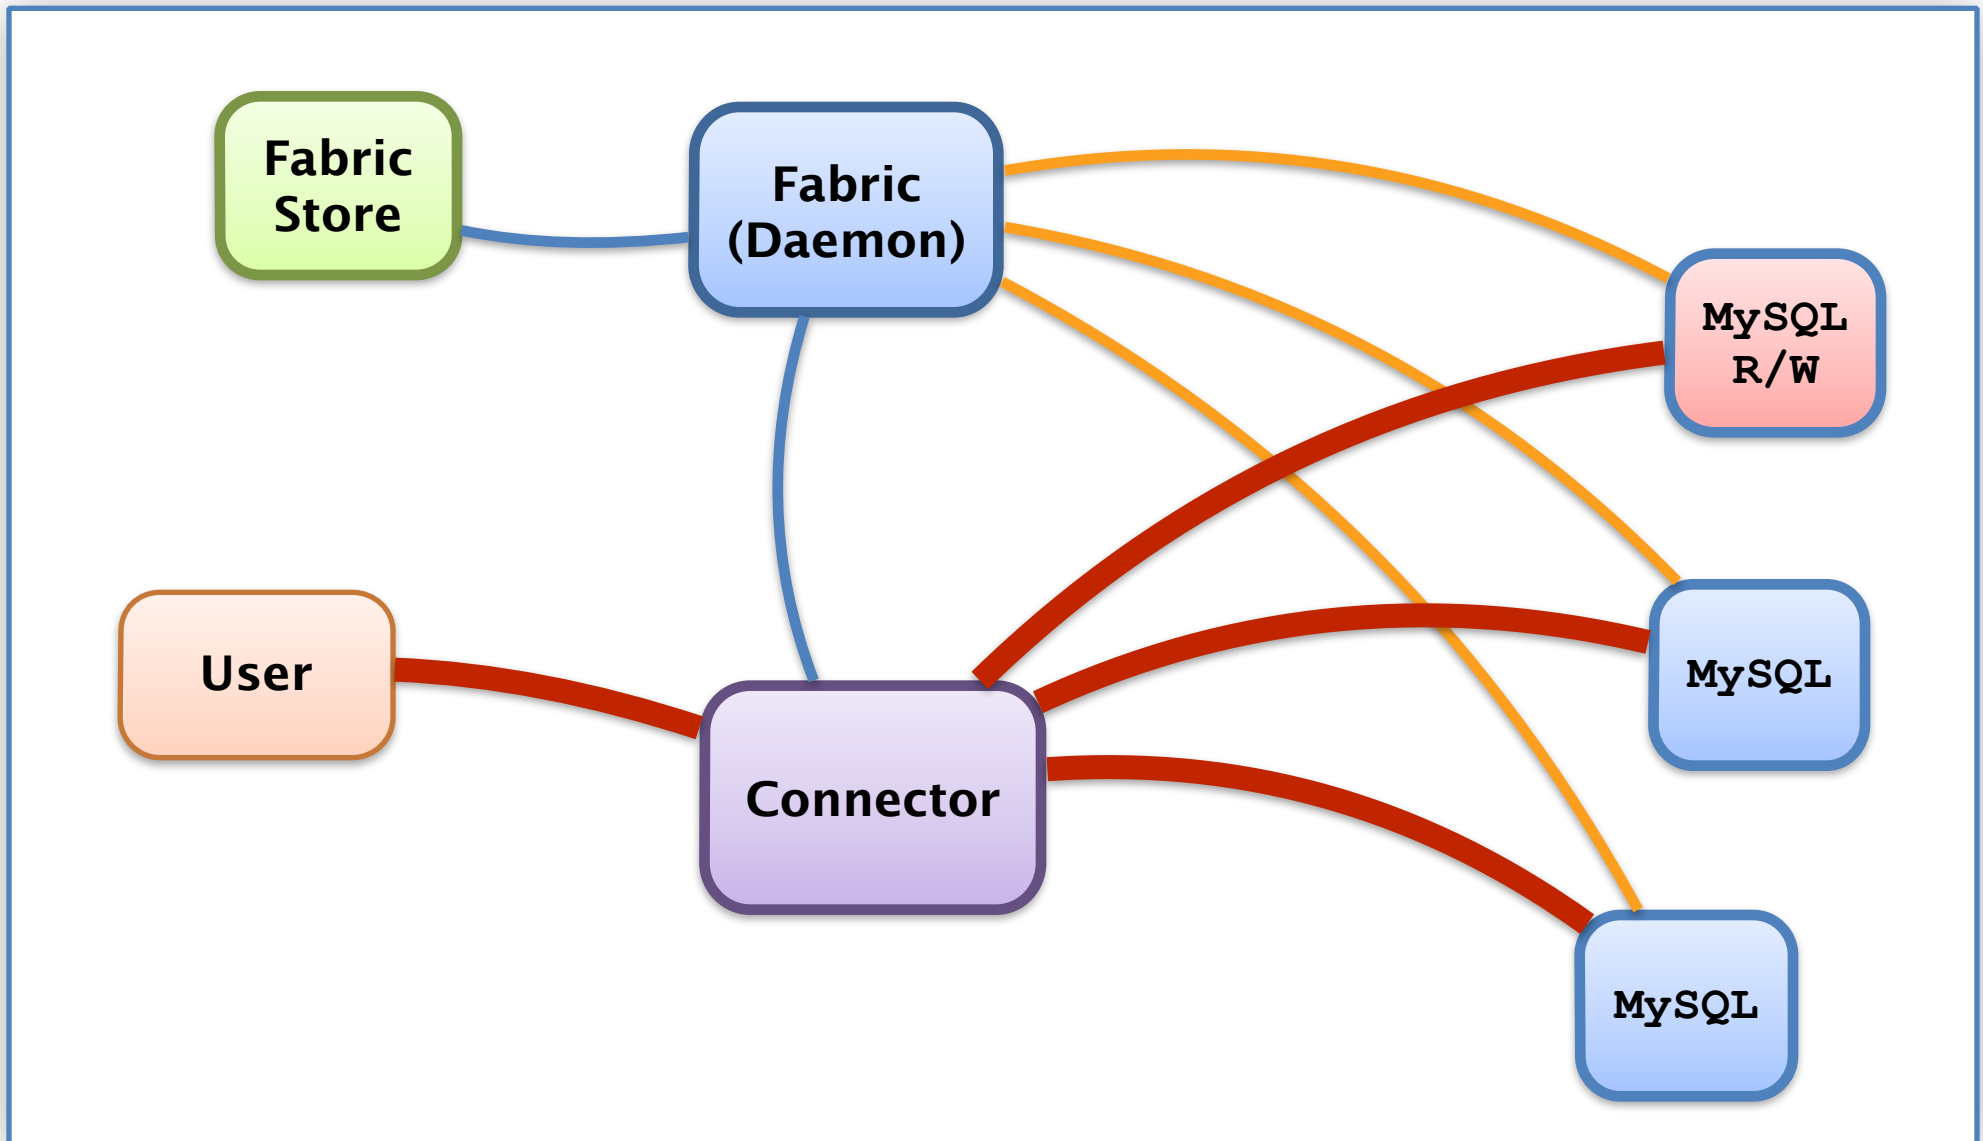 Fabric
Store
Fabric
(Daemon)
MySQL
R/W
User
MySQL
Connector
MySQL